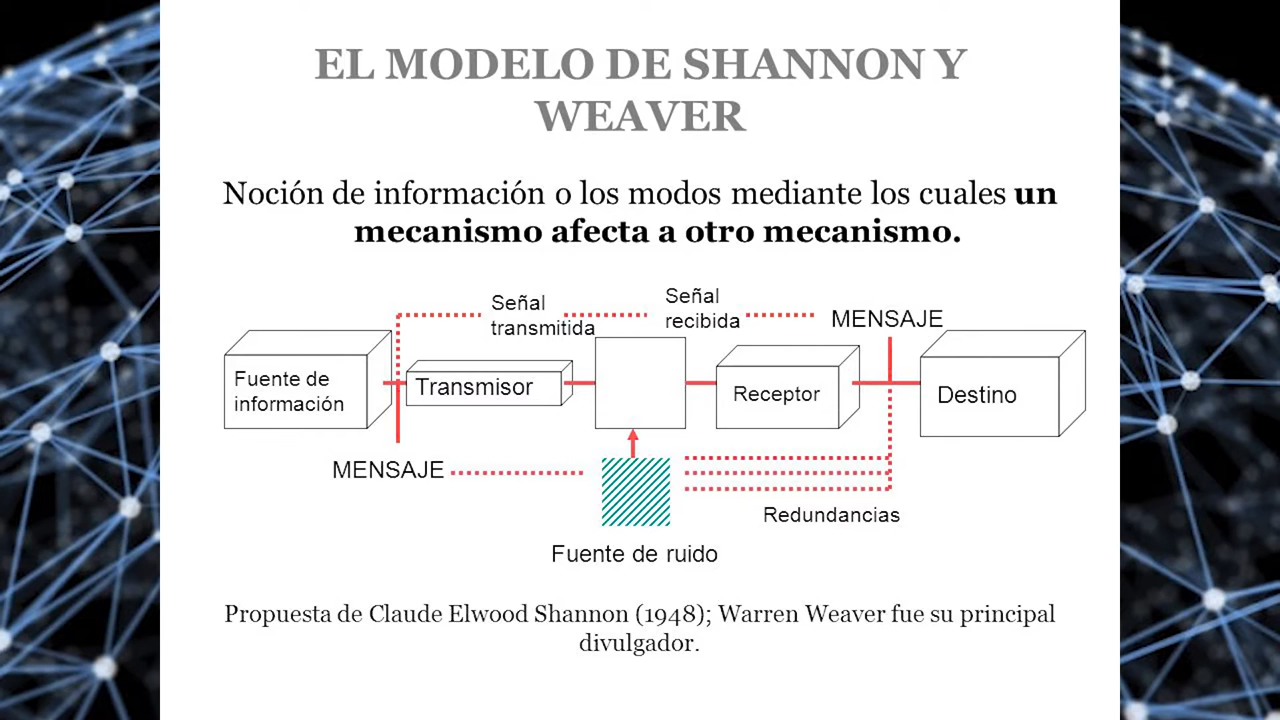 EL MODELO DE SHANNON Y
WEAVER
Noción de información o los modos mediante los cuales un
mecanismo afecta a otro mecanismo.
Señal
transmitida
Señal
recibida
MENSAJE
Fuente de
información
Transmisor
Receptor
Destino
MENSAJE
Redundancias
Fuente de ruido
Propuesta de Claude Elwood Shannon (1948); Warren Weaver fue su principal
divulgador.